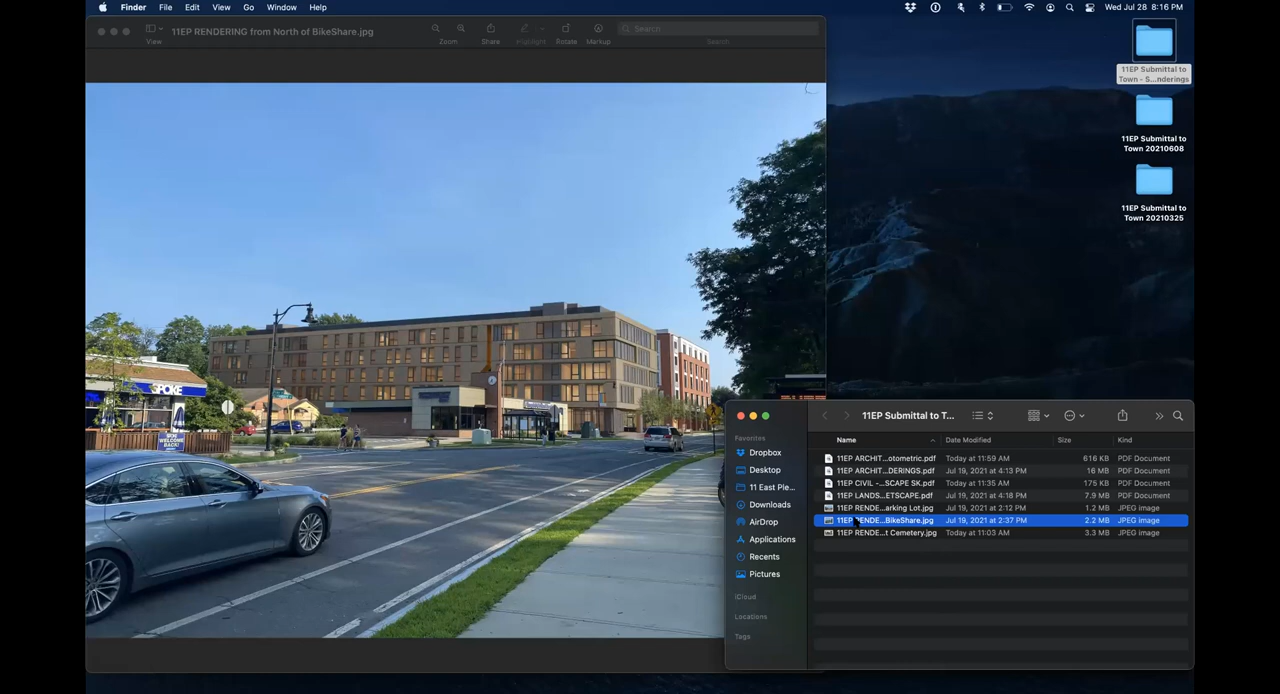 Finder File Edit View Go Window Help
Wed Jul 28 8:16 PM
11EP RENDERING from North of BikeShare.jpg
View
Zoom
Share
Highlight
Rotate
Markup
Search
Search
11EP Submittal to
Town - S...nderings
11EP Submittal to
Town 20210608
11EP Submittal to
Town 20210325
SPOKE
WELCOME
BACK!
11EP Submittal to T...
Favorites
Dropbox
Desktop
11 East Ple...
Downloads
AirDrop
Applications
Recents
Pictures
iCloud
Locations
Tags
Name Date Modified Size Kind
11EP ARCHIT...otometric.pdf Today at 11:59 AM 616 KB PDF Document
11EP ARCHIT...DERINGS.pdf Jul 19, 2021 at 4:13 PM 16 MB PDF Document
11EP CIVIL -...SCAPE SK.pdf Today at 11:35 AM 175 KB PDF Document
11EP LANDS...ETSCAPE.pdf Jul 19, 2021 at 4:18 PM 7.9 MB PDF Document
11EP RENDE...arking Lot.jpg Jul 19, 2021 at 2:12 PM 1.2 MB JPEG image
11EP RENDE...BikeShare.jpg Jul 19, 2021 at 2:37 PM 2.2 MB JPEG image
11EP RENDE...t Cemetery.jpg Today at 11:03 AM 3.3 MB JPEG image